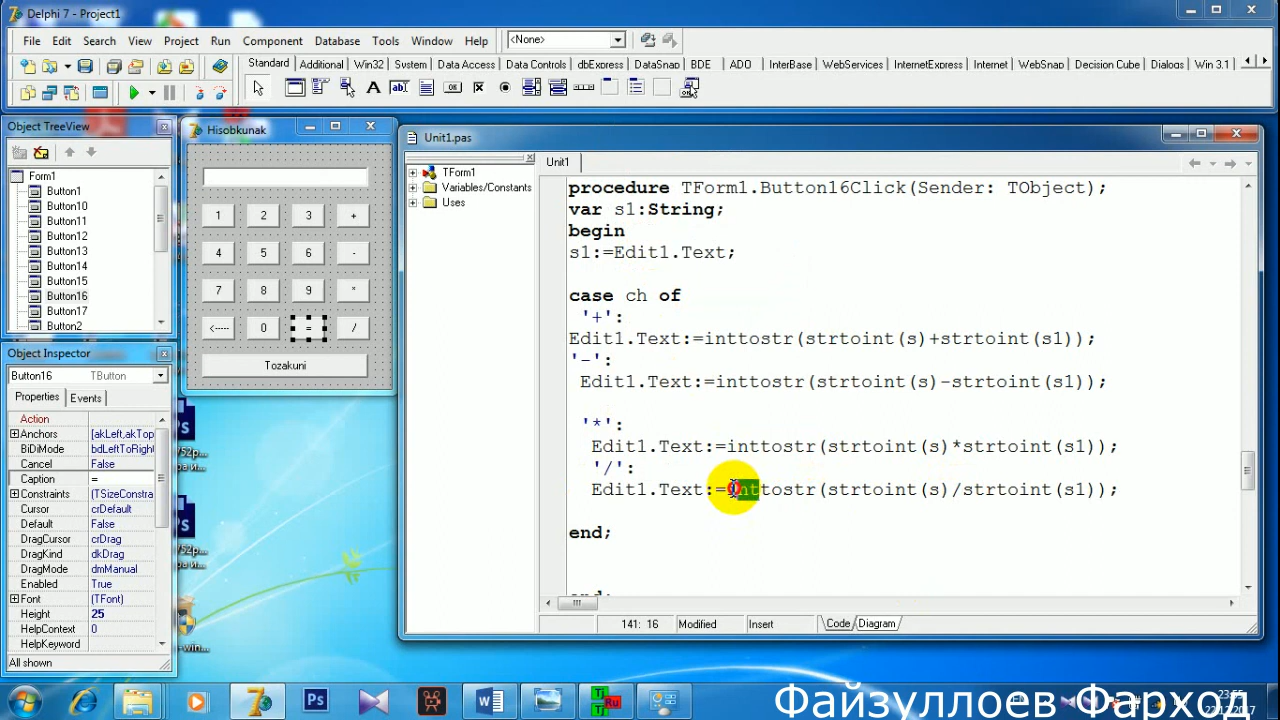 Delphi 7 - Project1
File Edit Search View Project Run Component Database Tools Window Help <None>
Standard Additional Win32 System Data Access Data Controls dbExpress DataSnap BDE ADO InterBase WebServices InternetExpress Internet WebSnap Decision Cube Dialogs Win 3.1
Object TreeView
Form1
Button1
Button10
Button11
Button12
Button13
Button14
Button15
Button16
Button17
Button2
Hisobkunak
1 2 3 +
4 5 6 -
7 8 9 *
<---- 0 = /
Tozakuni
Object Inspector
Button16 TButton
Properties Events
Action
Anchors [akLeft,akTop
BiDiMode bdLeftToRigh
Cancel False
Caption =
Constraints (TSizeConstra
Cursor crDefault
Default False
DragCursor crDrag
DragKind dkDrag
DragMode dmManual
Enabled True
Font (TFont)
Height 25
HelpContext 0
HelpKeyword
All shown
Unit1.pas
TForm1
Variables/Constants
Uses
Unit1
procedure TForm1.Button16Click(Sender: TObject);
var s1:String;
begin
s1:=Edit1.Text;
case ch of
'+':
Edit1.Text:=inttostr(strtoint(s)+strtoint(s1));
'-':
Edit1.Text:=inttostr(strtoint(s)-strtoint(s1));
'*':
Edit1.Text:=inttostr(strtoint(s)*strtoint(s1));
'/':
Edit1.Text:=inttostr(strtoint(s)/strtoint(s1));
end;
141: 16 Modified Insert Code Diagram
Файзуллоев Фарход